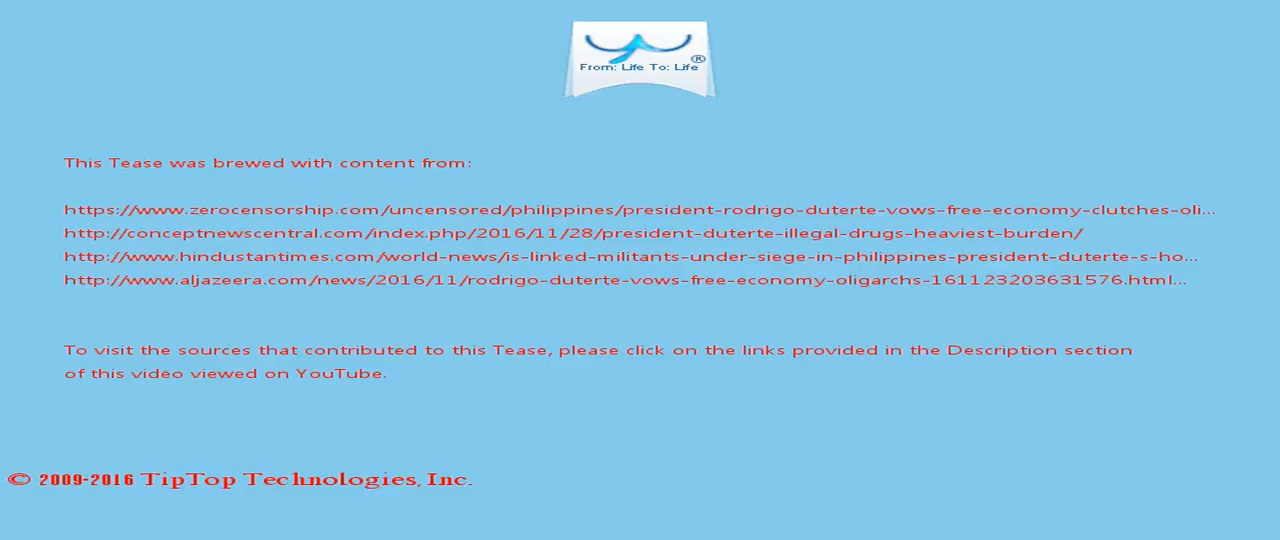 From: Life To: Life®
This Tease was brewed with content from:
https://www.zerocensorship.com/uncensored/philippines/president-rodrigo-duterte-vows-free-economy-clutches-oli...
http://conceptnewscentral.com/index.php/2016/11/28/president-duterte-illegal-drugs-heaviest-burden/
http://www.hindustantimes.com/world-news/is-linked-militants-under-siege-in-philippines-president-duterte-s-ho...
http://www.aljazeera.com/news/2016/11/rodrigo-duterte-vows-free-economy-oligarchs-161123203631576.html...
To visit the sources that contributed to this Tease, please click on the links provided in the Description section
of this video viewed on YouTube.
© 2009-2016 TipTop Technologies, Inc.